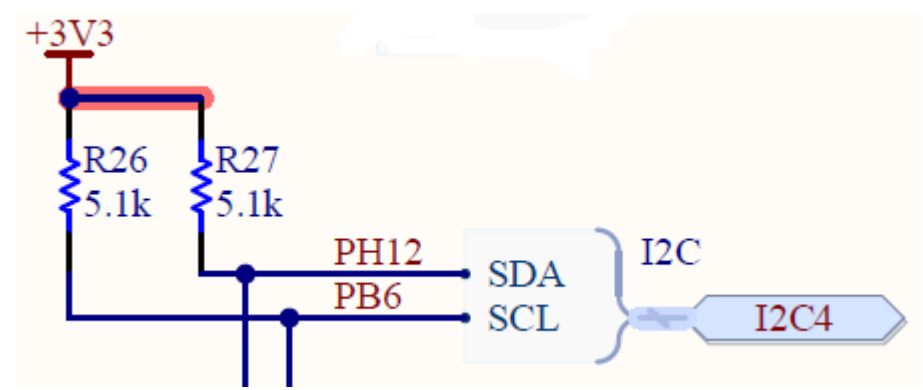 +3V3
R26
5.1k
R27
5.1k
PH12
PB6
SDA
SCL
I2C
I2C4